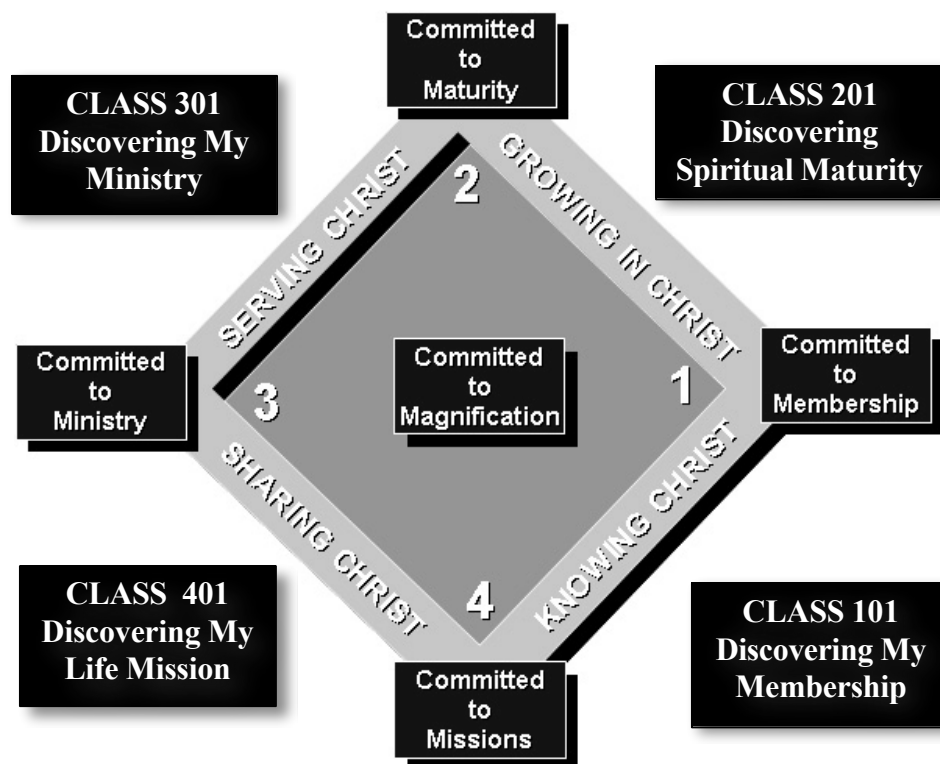 Committed
to
Maturity
CLASS 301
Discovering My
Ministry
CLASS 201
Discovering
Spiritual Maturity
SERVING CHRIST
2
GROWING IN CHRIST
Committed
to
Ministry
3
Committed
to
Magnification
1
Committed
to
Membership
SHARING CHRIST
4
KNOWING CHRIST
CLASS  401
Discovering My
Life Mission
Committed
to
Missions
CLASS 101
Discovering My
Membership